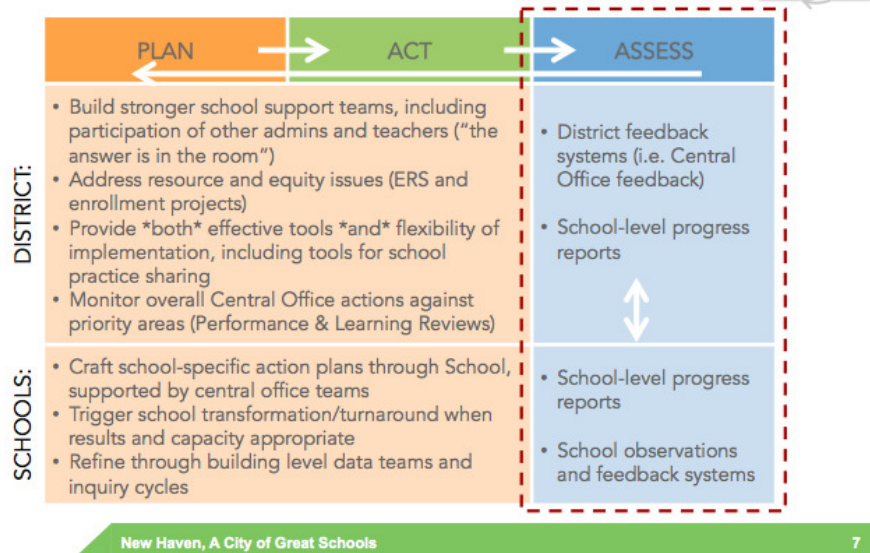 PLAN
ACT
ASSESS
DISTRICT:
• Build stronger school support teams, including
participation of other admins and teachers (“the
answer is in the room“)
• Address resource and equity issues (ERS and
enrollment projects)
• Provide *both* effective tools *and* flexibility of
implementation, including tools for school
practice sharing
• Monitor overall Central Office actions against
priority areas (Performance & Learning Reviews)
• District feedback
systems (i.e. Central
Office feedback)
• School-level progress
reports
SCHOOLS:
• Craft school-specific action plans through School,
supported by central office teams
• Trigger school transformation/turnaround when
results and capacity appropriate
• Refine through building level data teams and
inquiry cycles
• School-level progress
reports
• School observations
and feedback systems
New Haven, A City of Great Schools
7